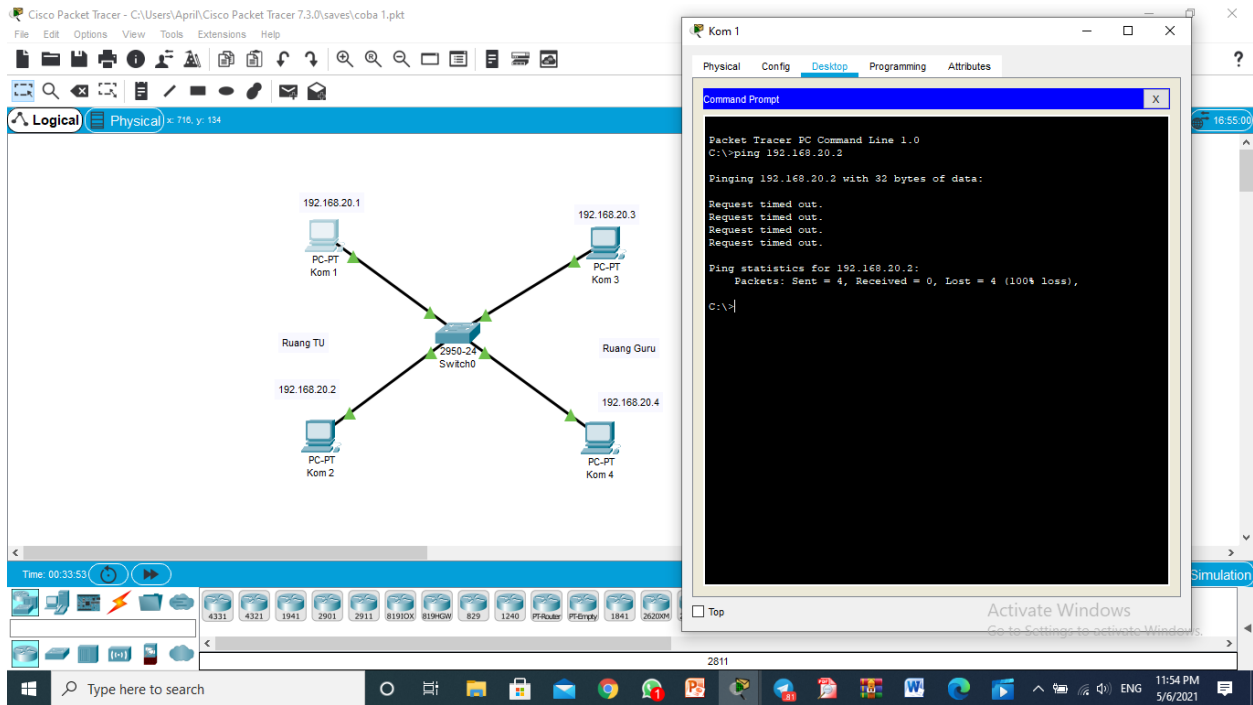 Cisco Packet Tracer - C:\Users\April\Cisco Packet Tracer 7.3.0\saves\coba 1.pkt
File Edit Options View Tools Extensions Help
?
Logical Physical x: 716, y: 134
16:55:00
192.168.20.1
PC-PT
Kom 1
192.168.20.3
PC-PT
Kom 3
Ruang TU
2950-24
Switch0
Ruang Guru
192.168.20.2
PC-PT
Kom 2
192.168.20.4
PC-PT
Kom 4
Kom 1
Physical Config Desktop Programming Attributes
Command Prompt X
Packet Tracer PC Command Line 1.0
C:\>ping 192.168.20.2
Pinging 192.168.20.2 with 32 bytes of data:
Request timed out.
Request timed out.
Request timed out.
Request timed out.
Ping statistics for 192.168.20.2:
Packets: Sent = 4, Received = 0, Lost = 4 (100% loss),
C:\>
Top
Time: 00:33:53
Simulation
4331 4321 1941 2901 2911 819IOX 819HGW 829 1240 PT-Router PT-Empty 1841 2620XM
2811
Activate Windows
Go to Settings to activate Windows.
Type here to search
1
81
ENG
11:54 PM
5/6/2021